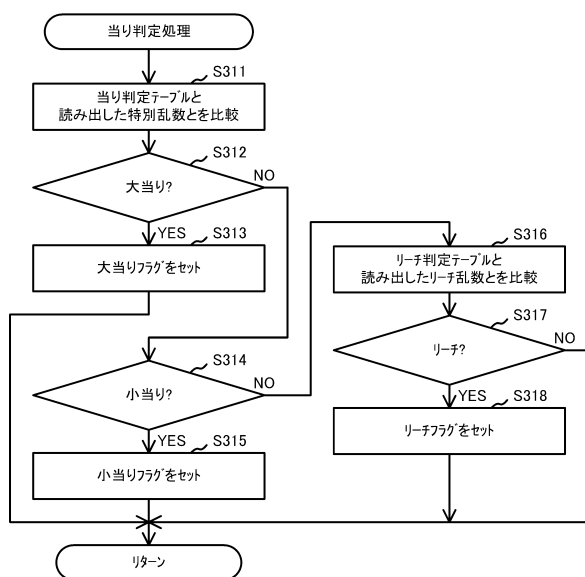 当り判定処理
S311
当り判定テーブルと
読み出した特別乱数とを比較
S312
大当り?
NO
YES
S313
大当りフラグをセット
S314
小当り?
NO
YES
S315
小当りフラグをセット
S316
リーチ判定テーブルと
読み出したリーチ乱数とを比較
S317
リーチ?
NO
YES
S318
リーチフラグをセット
リターン